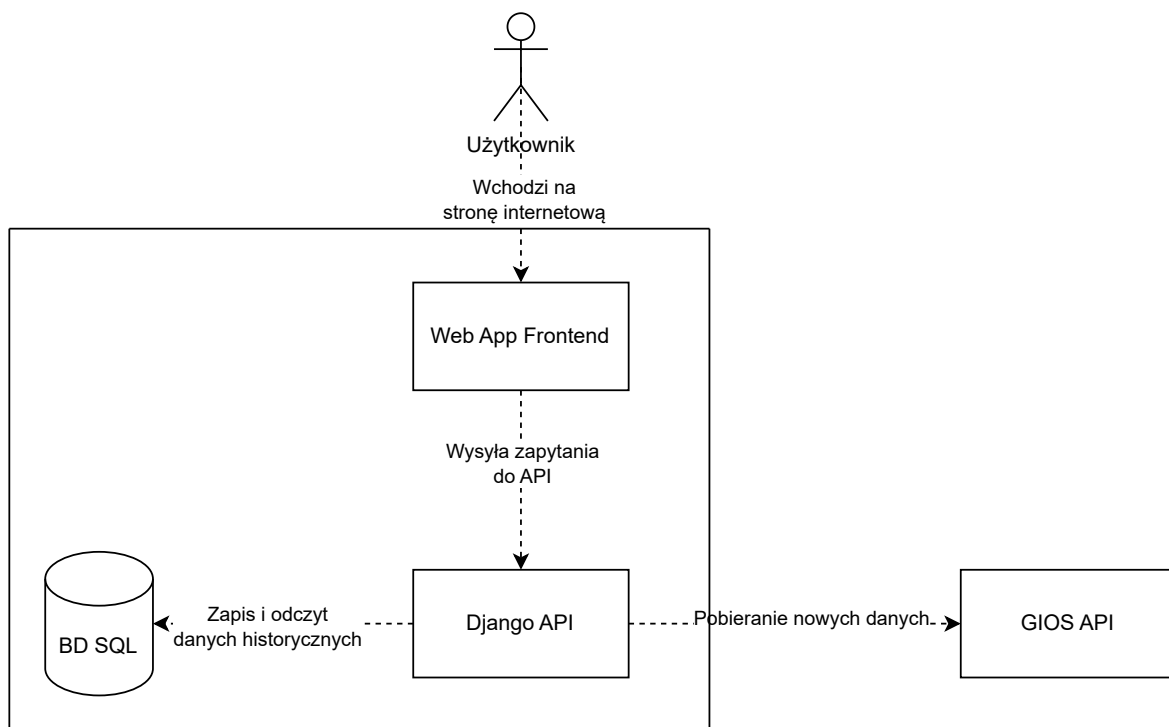 Użytkownik
Wchodzi na
stronę internetową
Web App Frontend
Wysyła zapytania
do API
BD SQL
Zapis i odczyt
danych historycznych
Django API
Pobieranie nowych danych
GIOS API